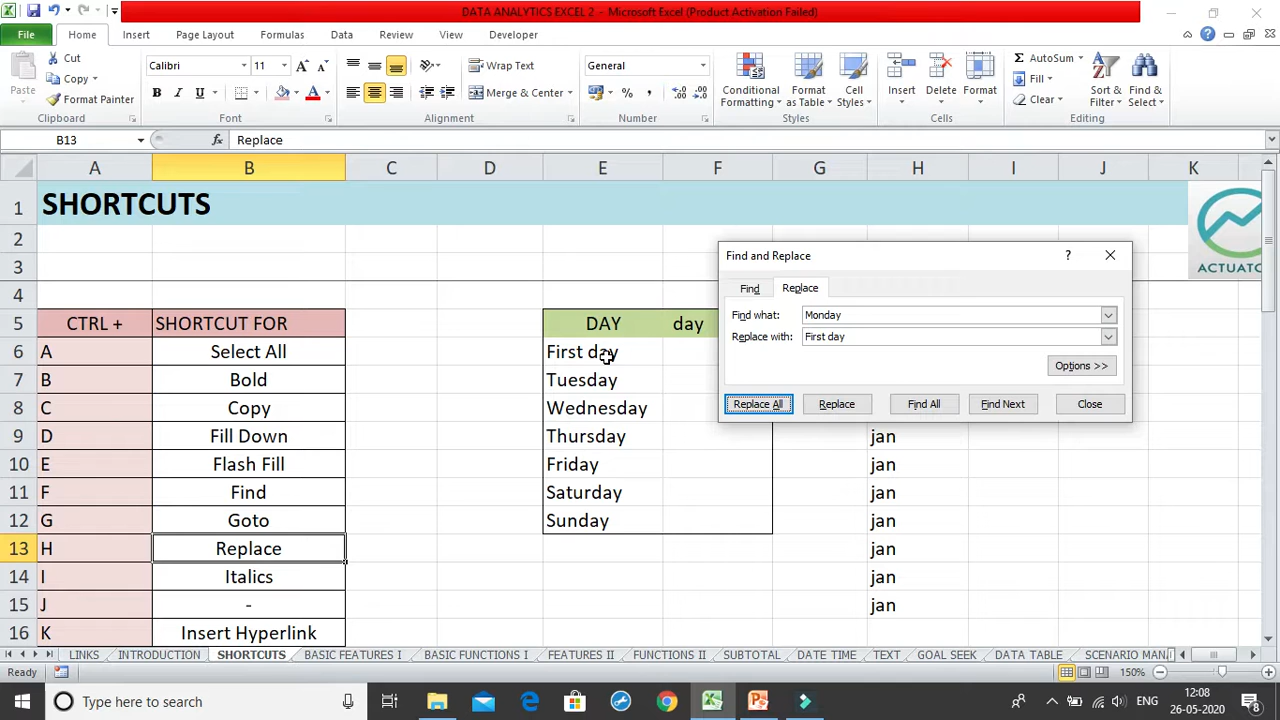 DATA ANALYTICS EXCEL 2 - Microsoft Excel (Product Activation Failed)
File Home Insert Page Layout Formulas Data Review View Developer
Cut
Copy
Format Painter
Paste
Clipboard
Calibri 11
B I U
Font
Wrap Text
Merge & Center
Alignment
General
%
Number
Conditional Formatting
Format as Table
Cell Styles
Styles
Insert Delete Format
Cells
AutoSum
Fill
Clear
Sort & Filter
Find & Select
Editing
B13 fx Replace
A B C D E F G H I J K
1 SHORTCUTS
ACTUATO
2
3
4
5 CTRL + SHORTCUT FOR DAY day
6 A Select All First day
7 B Bold Tuesday
8 C Copy Wednesday
9 D Fill Down Thursday jan
10 E Flash Fill Friday jan
11 F Find Saturday jan
12 G Goto Sunday jan
13 H Replace jan
14 I Italics jan
15 J - jan
16 K Insert Hyperlink
Find and Replace ?
Find Replace
Find what: Monday
Replace with: First day
Options >>
Replace All Replace Find All Find Next Close
LINKS INTRODUCTION SHORTCUTS BASIC FEATURES I BASIC FUNCTIONS I FEATURES II FUNCTIONS II SUBTOTAL DATE TIME TEXT GOAL SEEK DATA TABLE SCENARIO MAN
Ready 150%
Type here to search
ENG
12:08
26-05-2020
8